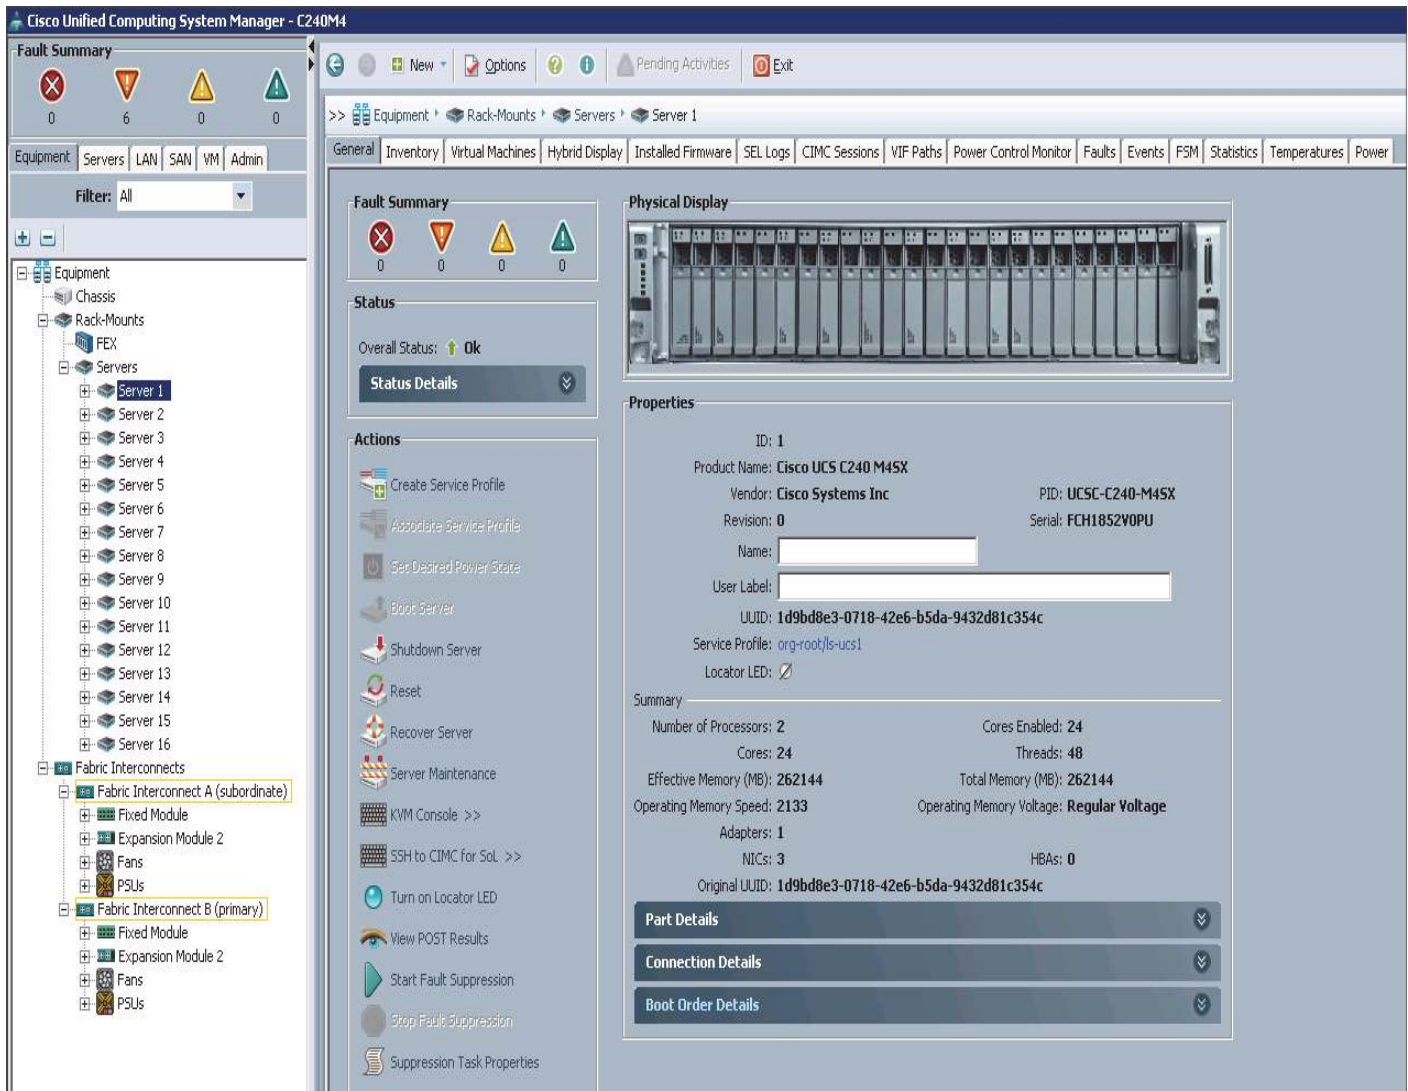 Cisco Unified Computing System Manager - C240M4
Fault Summary
0 6 0 0
Equipment Servers LAN SAN VM Admin
Filter: All
Equipment
Chassis
Rack-Mounts
FEX
Servers
Server 1
Server 2
Server 3
Server 4
Server 5
Server 6
Server 7
Server 8
Server 9
Server 10
Server 11
Server 12
Server 13
Server 14
Server 15
Server 16
Fabric Interconnects
Fabric Interconnect A (subordinate)
Fixed Module
Expansion Module 2
Fans
PSUs
Fabric Interconnect B (primary)
Fixed Module
Expansion Module 2
Fans
PSUs
New Options Pending Activities Exit
>> Equipment Rack-Mounts Servers Server 1
General Inventory Virtual Machines Hybrid Display Installed Firmware SEL Logs CIMC Sessions VIF Paths Power Control Monitor Faults Events FSM Statistics Temperatures Power
Fault Summary
0 0 0 0
Status
Overall Status: Ok
Status Details
Actions
Create Service Profile
Associate Service Profile
Set Desired Power State
Boot Server
Shutdown Server
Reset
Recover Server
Server Maintenance
KVM Console >>
SSH to CIMC for SoL >>
Turn on Locator LED
View POST Results
Start Fault Suppression
Stop Fault Suppression
Suppression Task Properties
Physical Display
Properties
ID: 1
Product Name: Cisco UCS C240 M4SX
Vendor: Cisco Systems Inc PID: UCSC-C240-M4SX
Revision: 0 Serial: FCH1852V0PU
Name:
User Label:
UUID: 1d9bd8e3-0718-42e6-b5da-9432d81c354c
Service Profile: org-root/ls-ucs1
Locator LED:
Summary
Number of Processors: 2 Cores Enabled: 24
Cores: 24 Threads: 48
Effective Memory (MB): 262144 Total Memory (MB): 262144
Operating Memory Speed: 2133 Operating Memory Voltage: Regular Voltage
Adapters: 1
NICs: 3 HBAs: 0
Original UUID: 1d9bd8e3-0718-42e6-b5da-9432d81c354c
Part Details
Connection Details
Boot Order Details